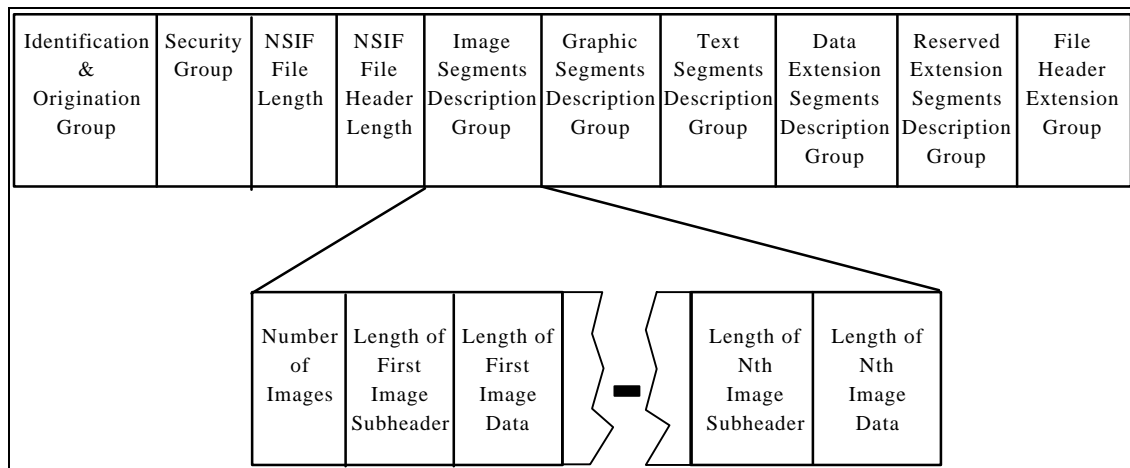 Identification
&
Origination
Group
Security
Group
NSIF
File
Length
NSIF
File
Header
Length
Image
Segments
Description
Group
Graphic
Segments
Description
Group
Text
Segments
Description
Group
Data
Extension
Segments
Description
Group
Reserved
Extension
Segments
Description
Group
File
Header
Extension
Group
Number
of
Images
Length of
First
Image
Subheader
Length of
First
Image
Data
Length of
Nth
Image
Subheader
Length of
Nth
Image
Data